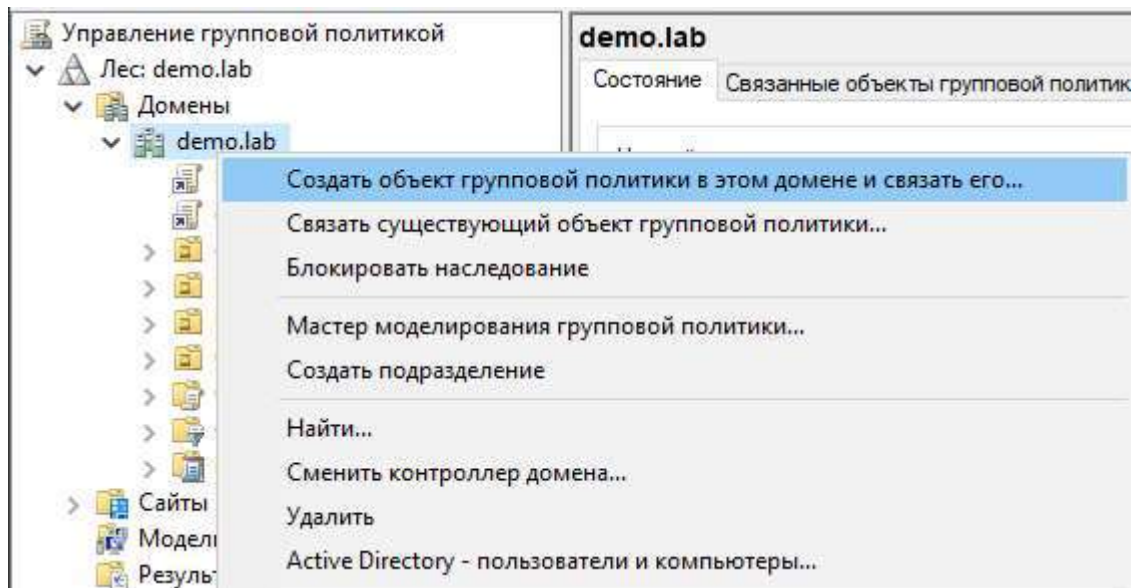 Управление групповой политикой
Лес: demo.lab
Домены
demo.lab
Сайты
demo.lab
Состояние
Связанные объекты групповой политик
Создать объект групповой политики в этом домене и связать его...
Связать существующий объект групповой политики...
Блокировать наследование
Мастер моделирования групповой политики...
Создать подразделение
Найти...
Сменить контроллер домена...
Удалить
Active Directory - пользователи и компьютеры...